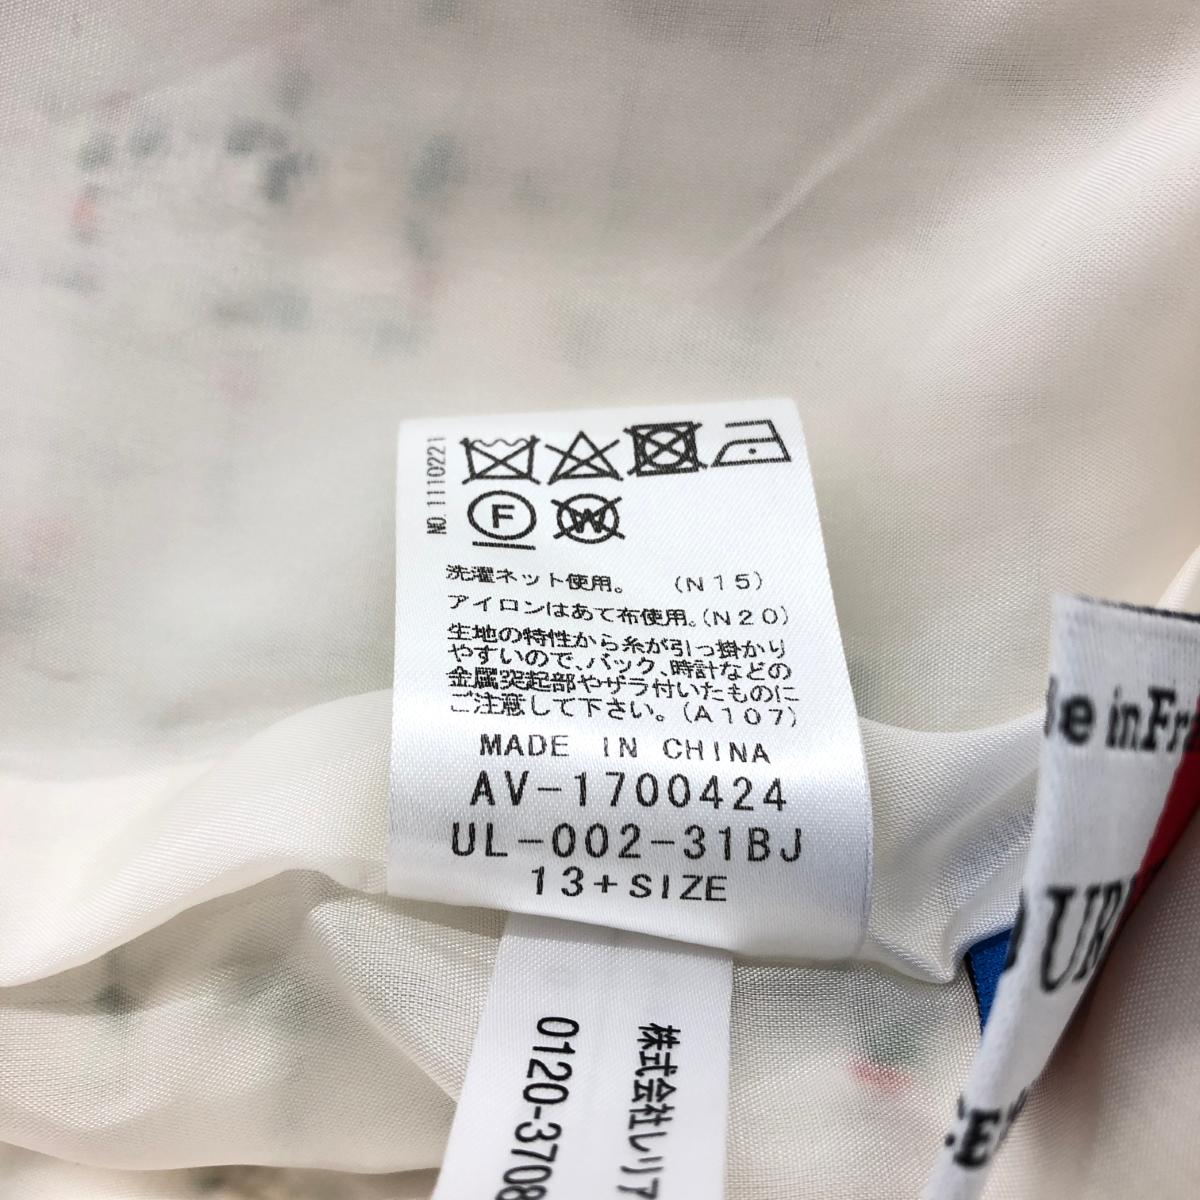 NO. 1110221
F
W
洗濯ネット使用。 (N15)
アイロンはあて布使用。(N20)
生地の特性から糸が引っ掛かり
やすいので、バック、時計などの
金属突起部やザラ付いたものに
ご注意して下さい。(A107)
MADE IN CHINA
AV-1700424
UL-002-31BJ
13+SIZE
株式会社レリア
0120-3708
in